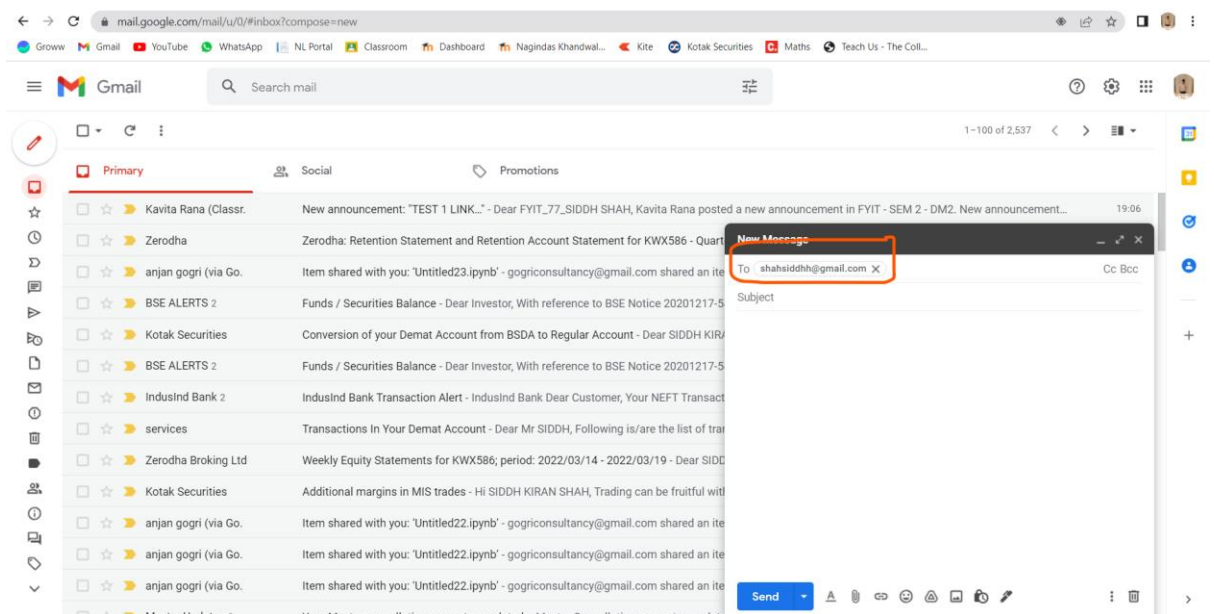 mail.google.com/mail/u/0/#inbox?compose=new
Groww Gmail YouTube WhatsApp NL Portal Classroom Dashboard Nagindas Khandwal... Kite Kotak Securities Maths Teach Us - The Coll...
Gmail Search mail
1–100 of 2,537
Primary Social Promotions
Kavita Rana (Classr. New announcement: "TEST 1 LINK..." - Dear FYIT_77_SIDDH SHAH, Kavita Rana posted a new announcement in FYIT - SEM 2 - DM2. New announcement... 19:06
Zerodha Zerodha: Retention Statement and Retention Account Statement for KWX586 - Quart
New Message
anjan gogri (via Go. Item shared with you: 'Untitled23.ipynb' - gogriconsultancy@gmail.com shared an ite
To shahsiddhh@gmail.com Cc Bcc
BSE ALERTS 2 Funds / Securities Balance - Dear Investor, With reference to BSE Notice 20201217-5
Subject
Kotak Securities Conversion of your Demat Account from BSDA to Regular Account - Dear SIDDH KIRA
BSE ALERTS 2 Funds / Securities Balance - Dear Investor, With reference to BSE Notice 20201217-5
IndusInd Bank 2 IndusInd Bank Transaction Alert - IndusInd Bank Dear Customer, Your NEFT Transact
services Transactions In Your Demat Account - Dear Mr SIDDH, Following is/are the list of tra
Zerodha Broking Ltd Weekly Equity Statements for KWX586; period: 2022/03/14 - 2022/03/19 - Dear SIDD
Kotak Securities Additional margins in MIS trades - Hi SIDDH KIRAN SHAH, Trading can be fruitful wit
anjan gogri (via Go. Item shared with you: 'Untitled22.ipynb' - gogriconsultancy@gmail.com shared an ite
anjan gogri (via Go. Item shared with you: 'Untitled22.ipynb' - gogriconsultancy@gmail.com shared an ite
anjan gogri (via Go. Item shared with you: 'Untitled22.ipynb' - gogriconsultancy@gmail.com shared an ite
Send